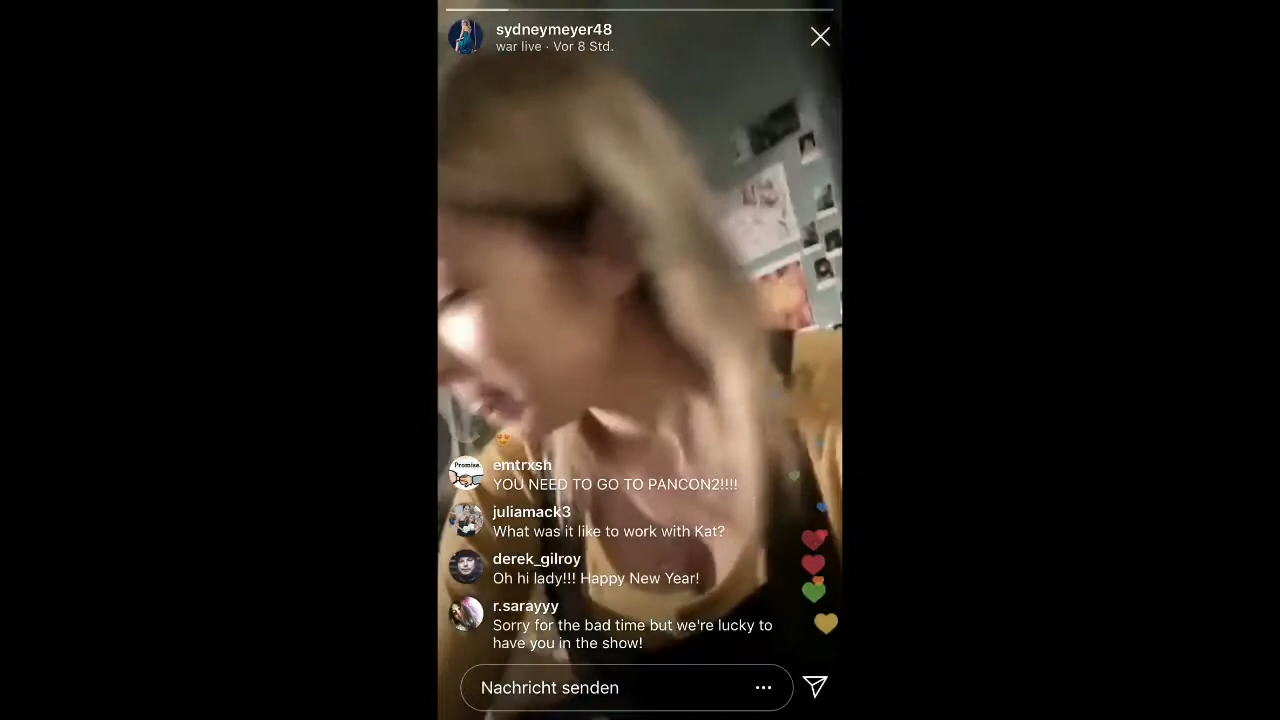 sydneymeyer48
war live · Vor 8 Std.
emtrxsh
Promise.
YOU NEED TO GO TO PANCON2!!!!
juliamack3
What was it like to work with Kat?
derek_gilroy
Oh hi lady!!! Happy New Year!
r.sarayyy
Sorry for the bad time but we're lucky to
have you in the show!
Nachricht senden